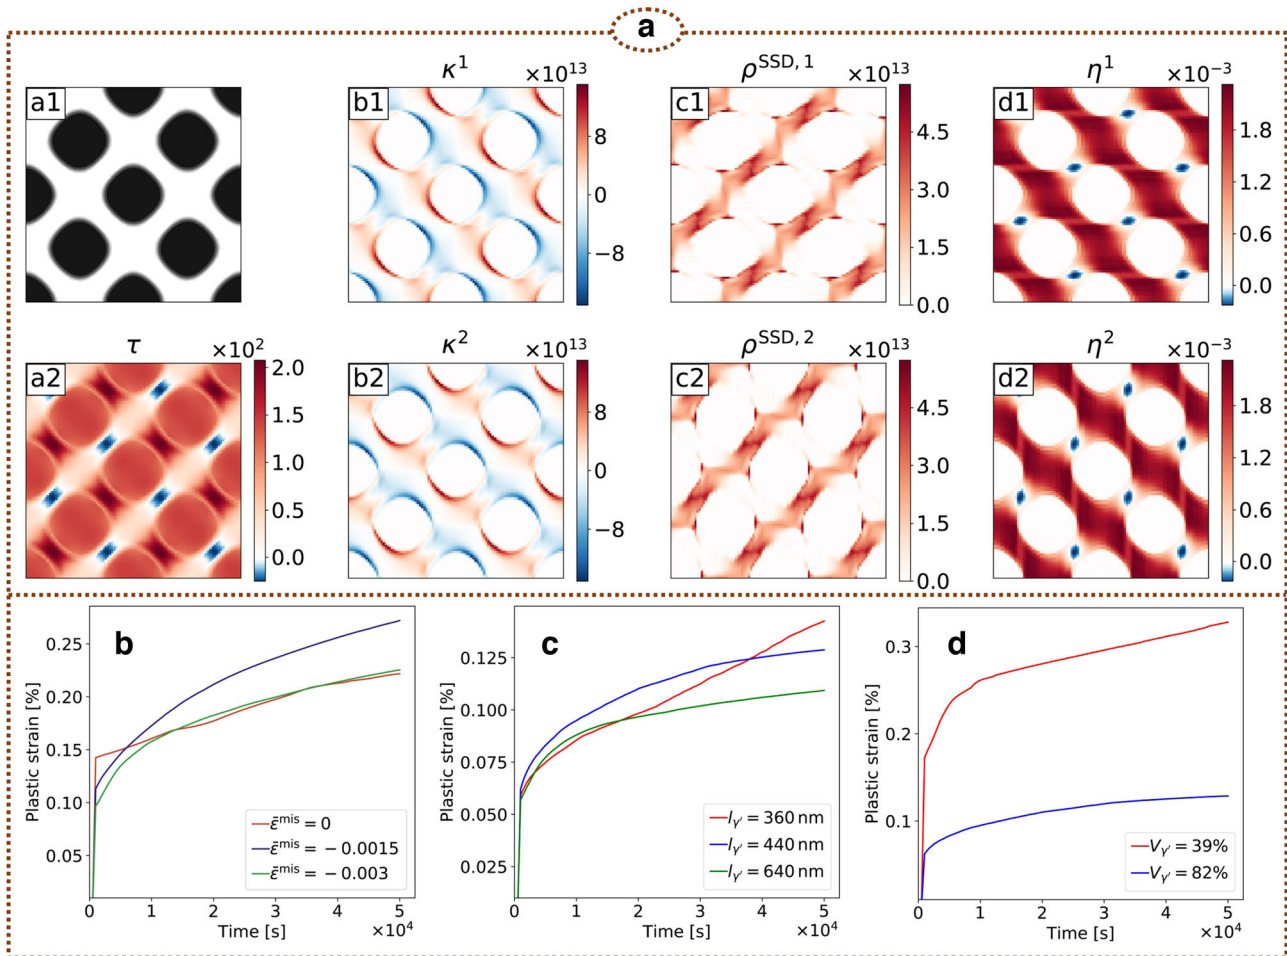 a
κ¹ ×10¹³
ρ^SSD, 1 ×10¹³
η¹ ×10⁻³
a1
b1
c1
d1
8
0
−8
4.5
3.0
1.5
0.0
1.8
1.2
0.6
0.0
τ ×10²
κ² ×10¹³
ρ^SSD, 2 ×10¹³
η² ×10⁻³
a2
b2
c2
d2
2.0
1.5
1.0
0.5
0.0
8
0
−8
4.5
3.0
1.5
0.0
1.8
1.2
0.6
0.0
b
Plastic strain [%]
0.25
0.20
0.15
0.10
0.05
ε̄^mis = 0
ε̄^mis = −0.0015
ε̄^mis = −0.003
0 1 2 3 4 5
Time [s] ×10⁴
c
Plastic strain [%]
0.125
0.100
0.075
0.050
0.025
l_γ′ = 360 nm
l_γ′ = 440 nm
l_γ′ = 640 nm
0 1 2 3 4 5
Time [s] ×10⁴
d
Plastic strain [%]
0.3
0.2
0.1
V_γ′ = 39%
V_γ′ = 82%
0 1 2 3 4 5
Time [s] ×10⁴